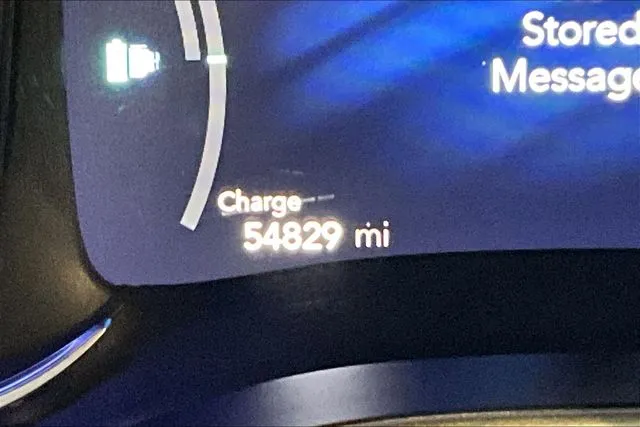 Stored
Message
Charge
54829 mi